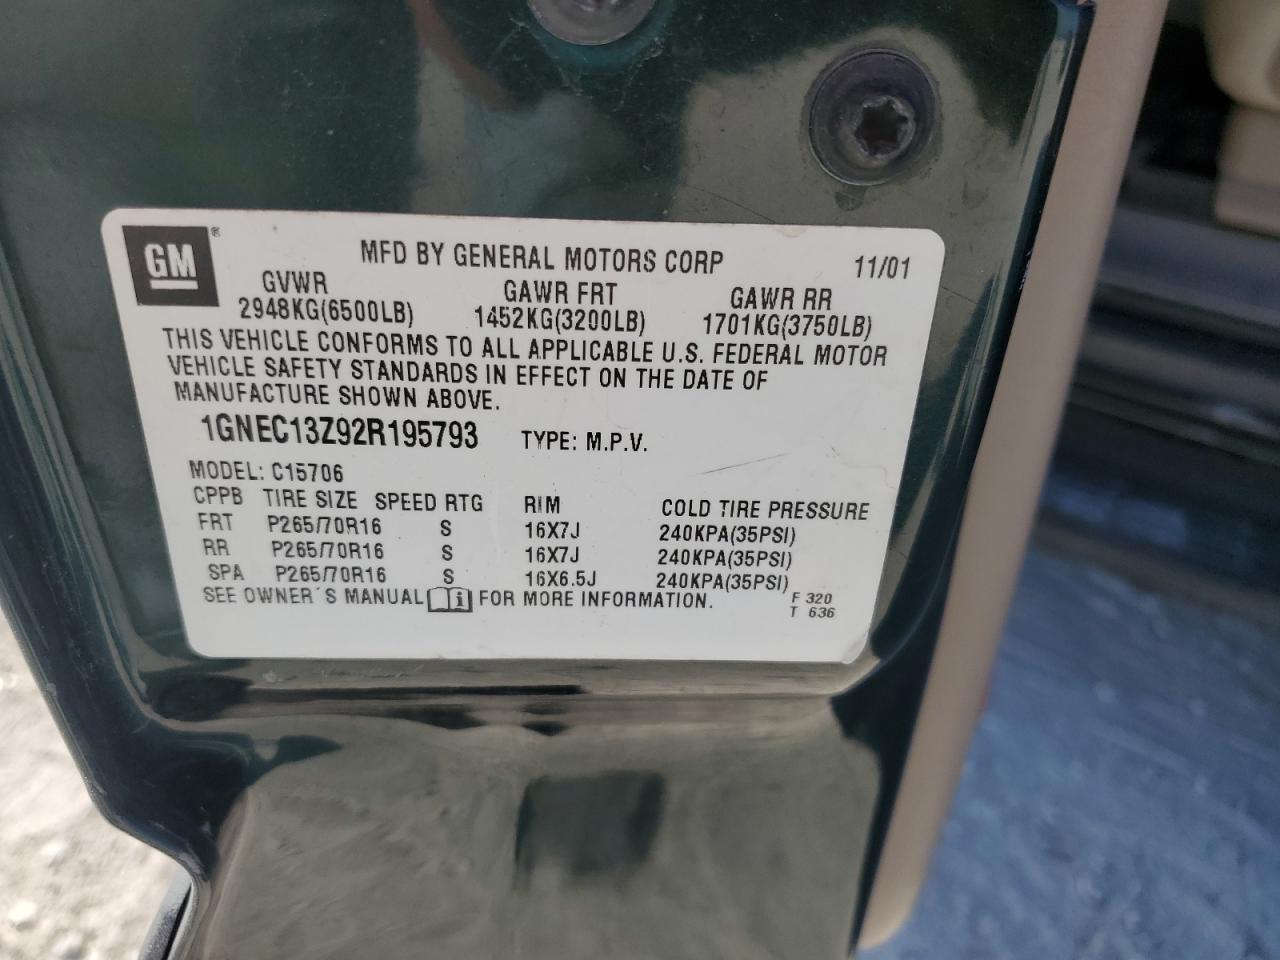 GM ®
MFD BY GENERAL MOTORS CORP 11/01
GVWR GAWR FRT GAWR RR
2948KG(6500LB) 1452KG(3200LB) 1701KG(3750LB)
THIS VEHICLE CONFORMS TO ALL APPLICABLE U.S. FEDERAL MOTOR
VEHICLE SAFETY STANDARDS IN EFFECT ON THE DATE OF
MANUFACTURE SHOWN ABOVE.
1GNEC13Z92R195793 TYPE: M.P.V.
MODEL: C15706
CPPB TIRE SIZE SPEED RTG RIM COLD TIRE PRESSURE
FRT P265/70R16 S 16X7J 240KPA(35PSI)
RR P265/70R16 S 16X7J 240KPA(35PSI)
SPA P265/70R16 S 16X6.5J 240KPA(35PSI)
SEE OWNER'S MANUAL i FOR MORE INFORMATION. F 320
T 636